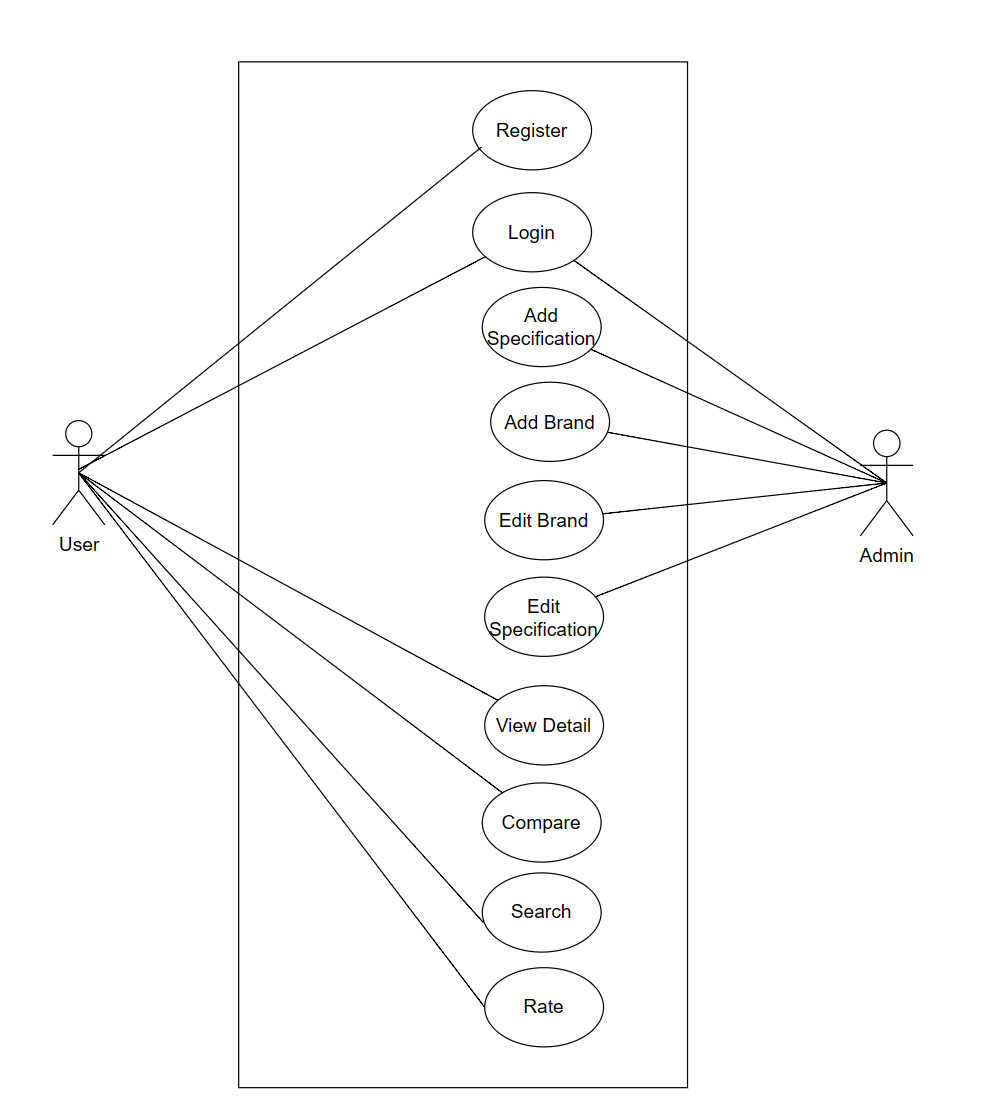 Register
Login
Add
Specification
Add Brand
Edit Brand
User
Admin
Edit
Specification
View Detail
Compare
Search
Rate